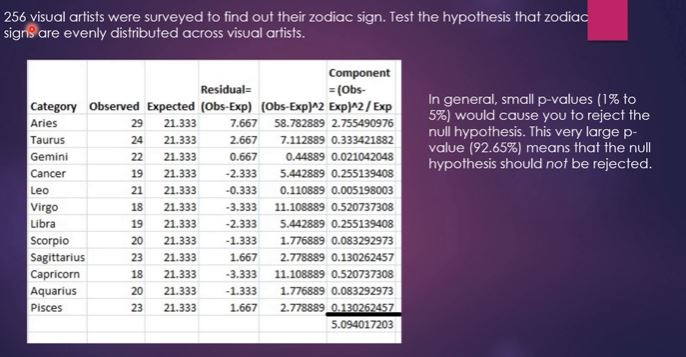 256 visual artists were surveyed to find out their zodiac sign. Test the hypothesis that zodiac
signs are evenly distributed across visual artists.
Component
Residual= = (Obs-
Category Observed Expected (Obs-Exp) (Obs-Exp)^2 Exp)^2 / Exp
Aries 29 21.333 7.667 58.782889 2.755490976
Taurus 24 21.333 2.667 7.112889 0.333421882
Gemini 22 21.333 0.667 0.44889 0.021042048
Cancer 19 21.333 -2.333 5.442889 0.255139408
Leo 21 21.333 -0.333 0.110889 0.005198003
Virgo 18 21.333 -3.333 11.108889 0.520737308
Libra 19 21.333 -2.333 5.442889 0.255139408
Scorpio 20 21.333 -1.333 1.776889 0.083292973
Sagittarius 23 21.333 1.667 2.778889 0.130262457
Capricorn 18 21.333 -3.333 11.108889 0.520737308
Aquarius 20 21.333 -1.333 1.776889 0.083292973
Pisces 23 21.333 1.667 2.778889 0.130262457
5.094017203
In general, small p-values (1% to
5%) would cause you to reject the
null hypothesis. This very large p-
value (92.65%) means that the null
hypothesis should not be rejected.